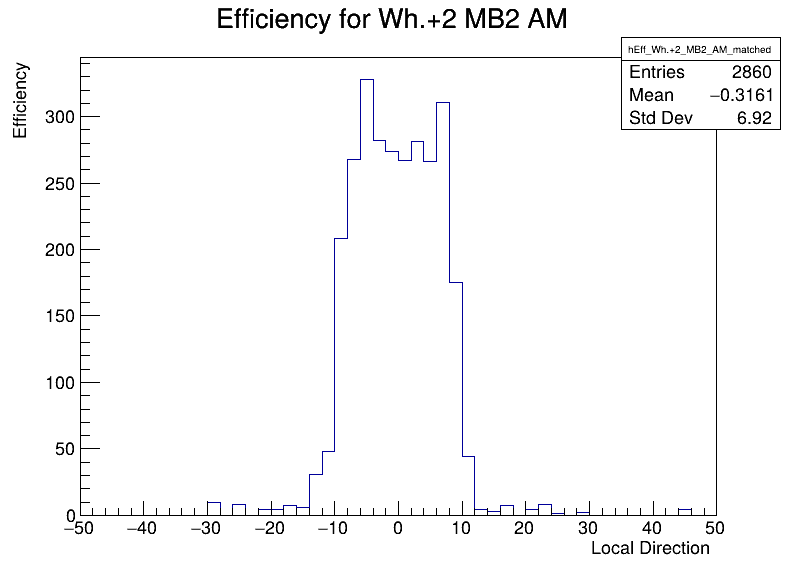 Efficiency for Wh.+2 MB2 AM
hEff_Wh.+2_MB2_AM_matched
Entries 2860
Mean −0.3161
Std Dev 6.92
Efficiency
300
250
200
150
100
50
0
−50 −40 −30 −20 −10 0 10 20 30 40 50
Local Direction